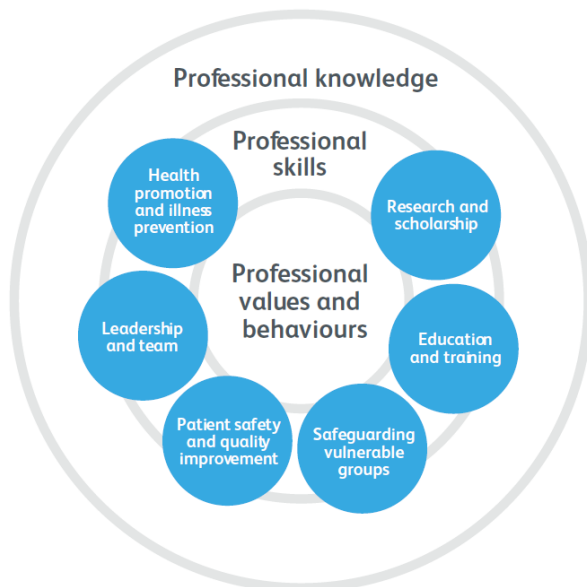 Professional knowledge
Professional
skills
Health
promotion
and illness
prevention
Research and
scholarship
Professional
values and
behaviours
Leadership
and team
Education
and training
Patient safety
and quality
improvement
Safeguarding
vulnerable
groups